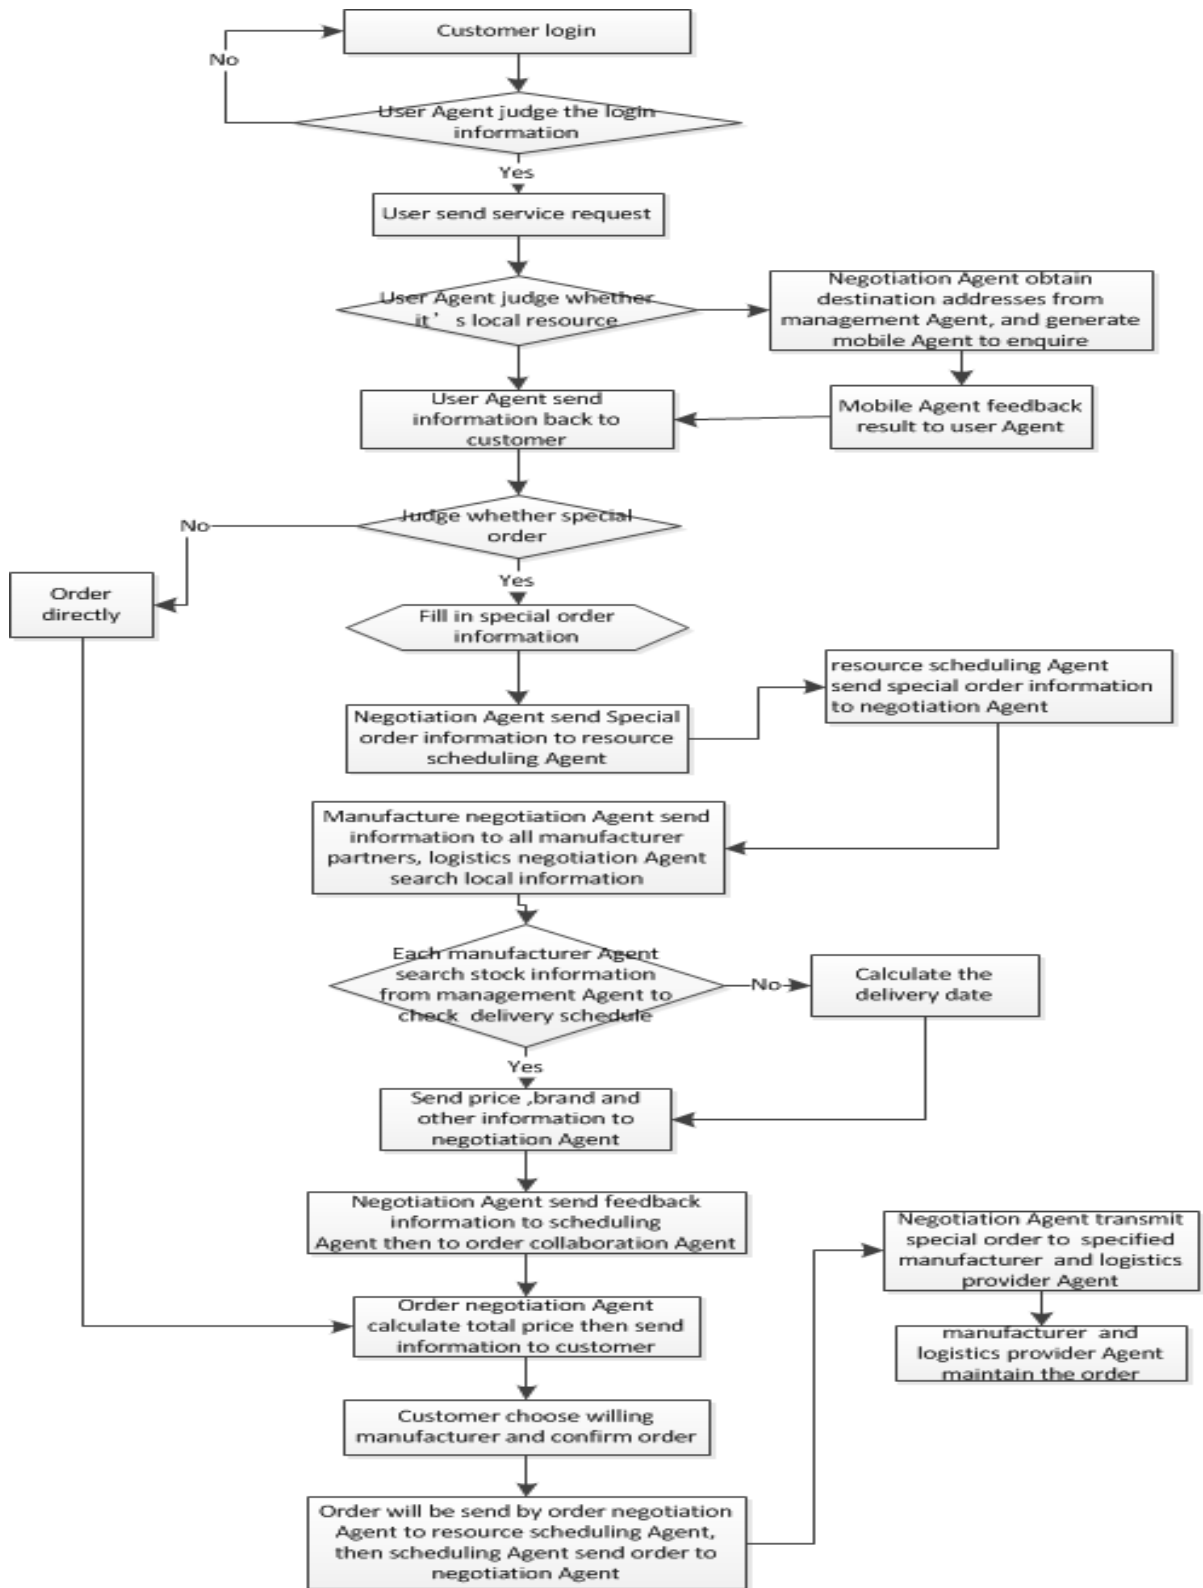 Customer login
No
User Agent judge the login
information
Yes
User send service request
User Agent judge whether
it's local resource
Negotiation Agent obtain
destination addresses from
management Agent, and generate
mobile Agent to enquire
User Agent send
information back to
customer
Mobile Agent feedback
result to user Agent
Judge whether special
order
No
Yes
Order
directly
Fill in special order
information
resource scheduling Agent
send special order information
to negotiation Agent
Negotiation Agent send Special
order information to resource
scheduling Agent
Manufacture negotiation Agent send
information to all manufacturer
partners, logistics negotiation Agent
search local information
Each manufacturer Agent
search stock information
from management Agent to
check delivery schedule
No
Calculate the
delivery date
Yes
Send price ,brand and
other information to
negotiation Agent
Negotiation Agent send feedback
information to scheduling
Agent then to order collaboration Agent
Negotiation Agent transmit
special order to specified
manufacturer and logistics
provider Agent
Order negotiation Agent
calculate total price then send
information to customer
manufacturer and
logistics provider Agent
maintain the order
Customer choose willing
manufacturer and confirm order
Order will be send by order negotiation
Agent to resource scheduling Agent,
then scheduling Agent send order to
negotiation Agent